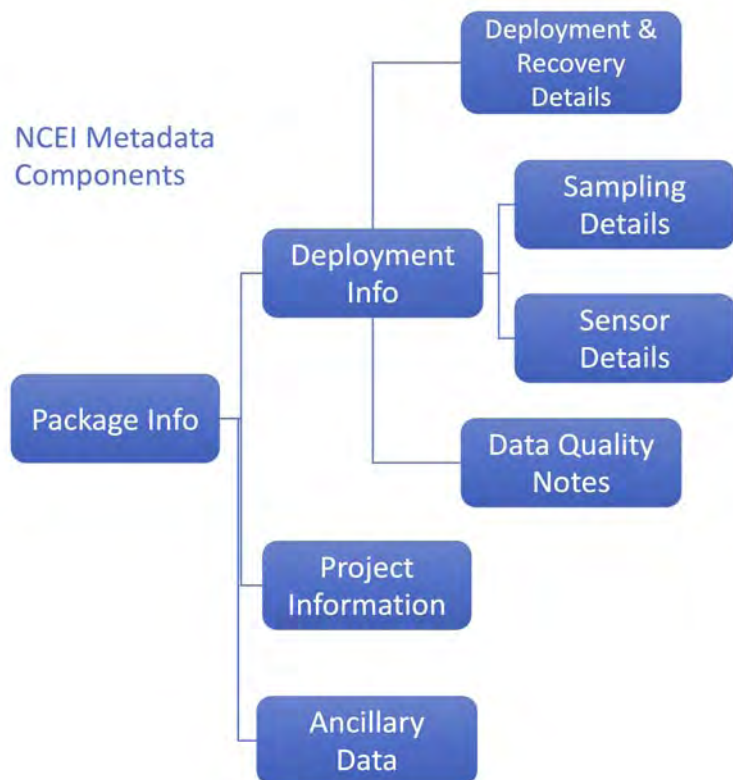 Deployment &
Recovery
Details
NCEI Metadata
Components
Sampling
Details
Deployment
Info
Sensor
Details
Package Info
Data Quality
Notes
Project
Information
Ancillary
Data